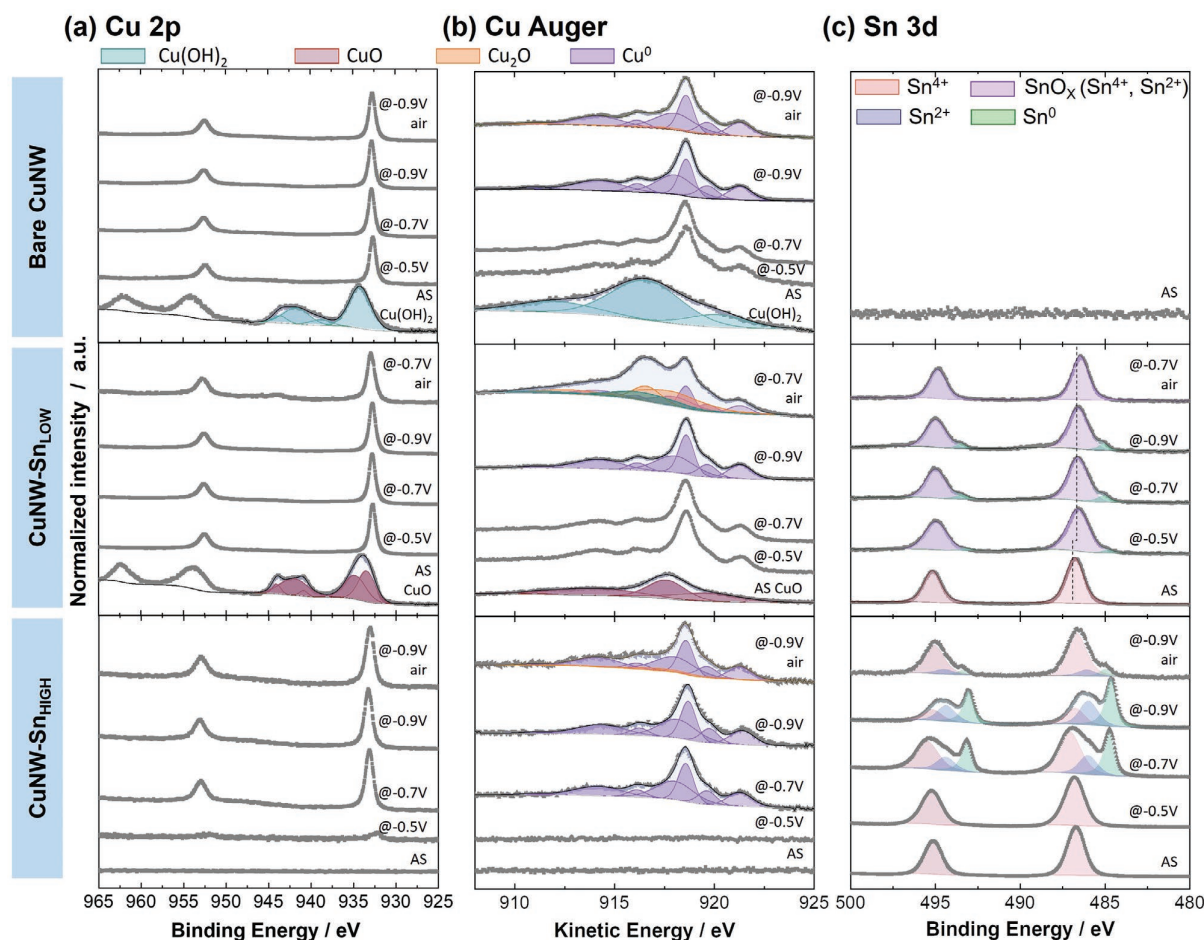 (a) Cu 2p
(b) Cu Auger
(c) Sn 3d
Cu(OH)₂
CuO
Cu₂O
Cu⁰
Bare CuNW
CuNW-Sn_LOW
CuNW-Sn_HIGH
Normalized intensity / a.u.
@-0.9V
air
@-0.9V
@-0.7V
@-0.5V
AS
Cu(OH)₂
@-0.7V
air
@-0.9V
@-0.7V
@-0.5V
AS
CuO
@-0.9V
air
@-0.9V
@-0.7V
@-0.5V
AS
965 960 955 950 945 940 935 930 925
Binding Energy / eV
@-0.9V
air
@-0.9V
@-0.7V
@-0.5V
AS
Cu(OH)₂
@-0.7V
air
@-0.9V
@-0.7V
@-0.5V
AS CuO
@-0.9V
air
@-0.9V
@-0.7V
@-0.5V
AS
910 915 920 925
Kinetic Energy / eV
Sn⁴⁺
SnO_X (Sn⁴⁺, Sn²⁺)
Sn²⁺
Sn⁰
AS
@-0.7V
air
@-0.9V
@-0.7V
@-0.5V
AS
@-0.9V
air
@-0.9V
@-0.7V
@-0.5V
AS
500 495 490 485 480
Binding Energy / eV